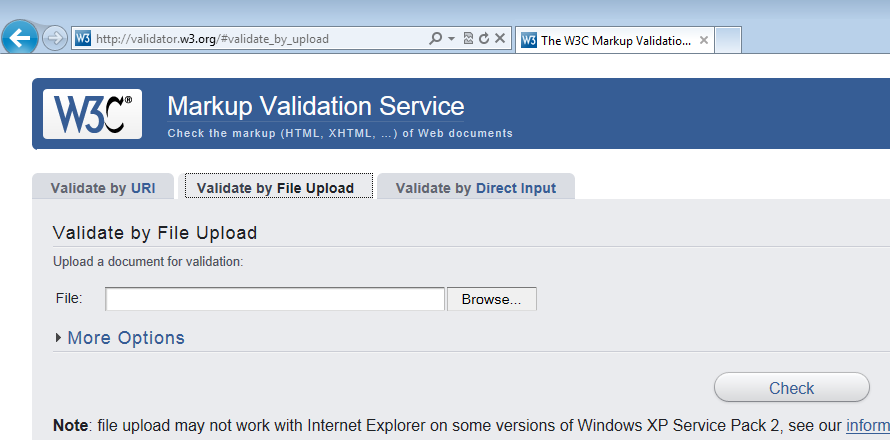 W3 http://validator.w3.org/#validate_by_upload
W3 The W3C Markup Validatio...
W3C® Markup Validation Service
Check the markup (HTML, XHTML, …) of Web documents
Validate by URI Validate by File Upload Validate by Direct Input
Validate by File Upload
Upload a document for validation:
File: Browse...
More Options
Check
Note: file upload may not work with Internet Explorer on some versions of Windows XP Service Pack 2, see our inform